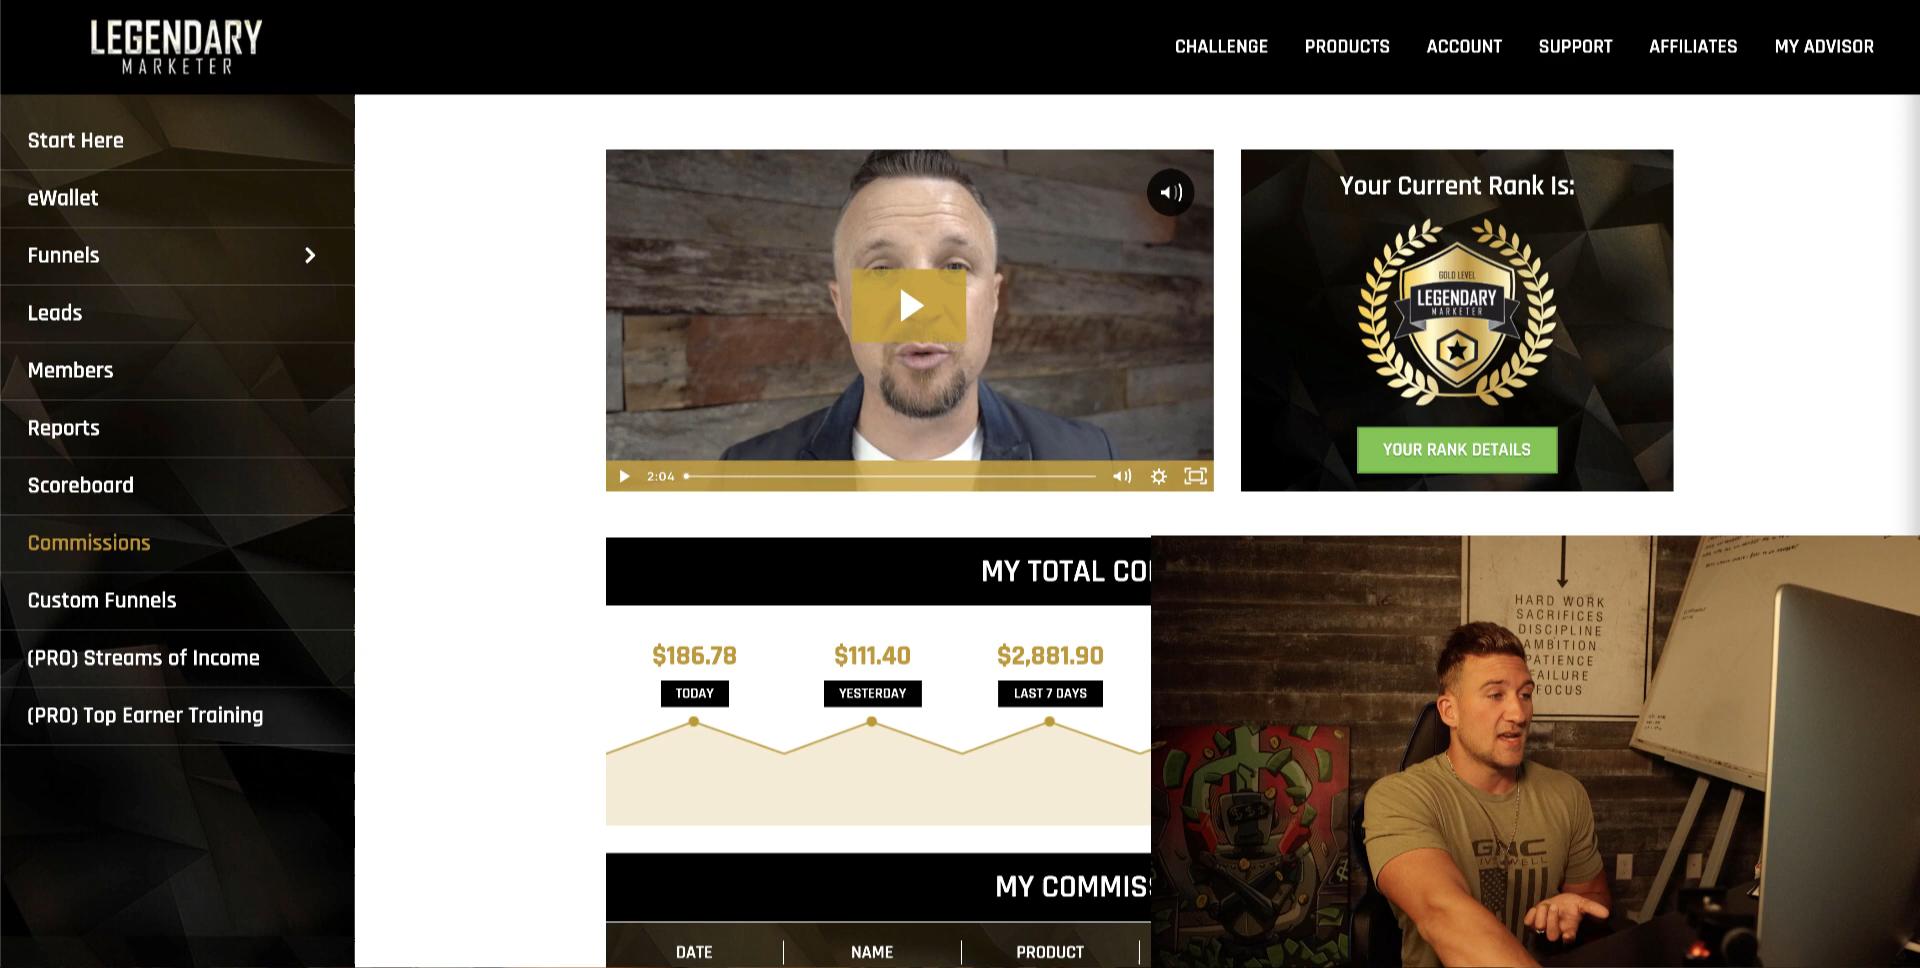 LEGENDARY
MARKETER
CHALLENGE PRODUCTS ACCOUNT SUPPORT AFFILIATES MY ADVISOR
Start Here
eWallet
Funnels
Leads
Members
Reports
Scoreboard
Commissions
Custom Funnels
(PRO) Streams of Income
(PRO) Top Earner Training
2:04
Your Current Rank Is:
GOLD LEVEL
LEGENDARY
MARKETER
YOUR RANK DETAILS
MY TOTAL CO
$186.78 $111.40 $2,881.90
TODAY YESTERDAY LAST 7 DAYS
MY COMMIS
DATE NAME PRODUCT
HARD WORK
SACRIFICES
DISCIPLINE
AMBITION
PATIENCE
FAILURE
FOCUS
GNC
LIVE WELL